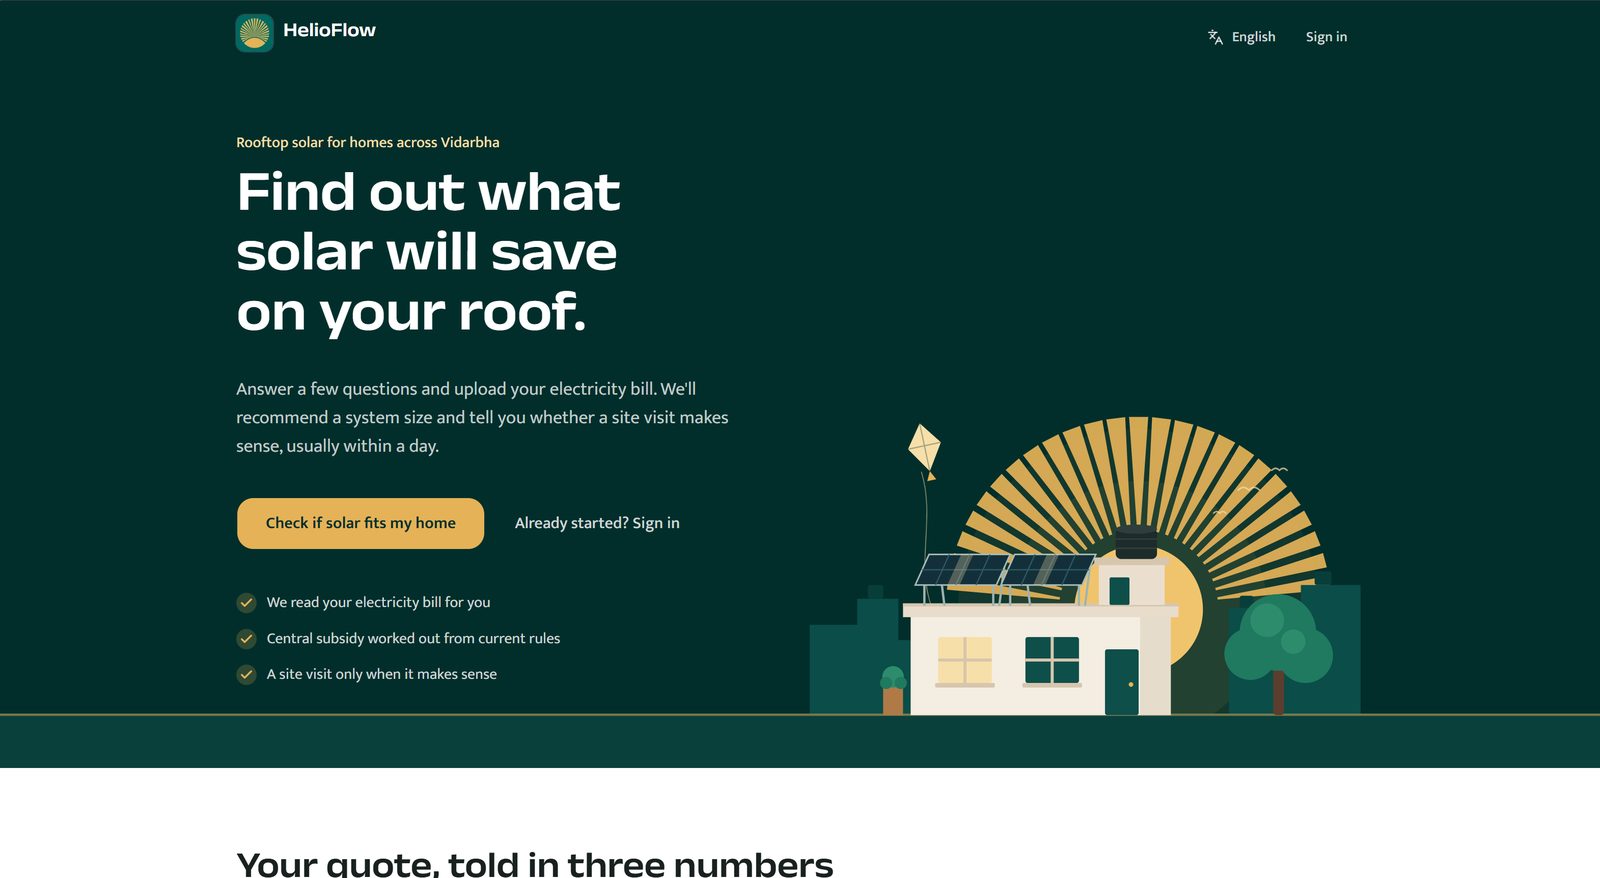 HelioFlow
English
Sign in
Rooftop solar for homes across Vidarbha
Find out what
solar will save
on your roof.
Answer a few questions and upload your electricity bill. We'll
recommend a system size and tell you whether a site visit makes
sense, usually within a day.
Check if solar fits my home
Already started? Sign in
We read your electricity bill for you
Central subsidy worked out from current rules
A site visit only when it makes sense
Your quote, told in three numbers